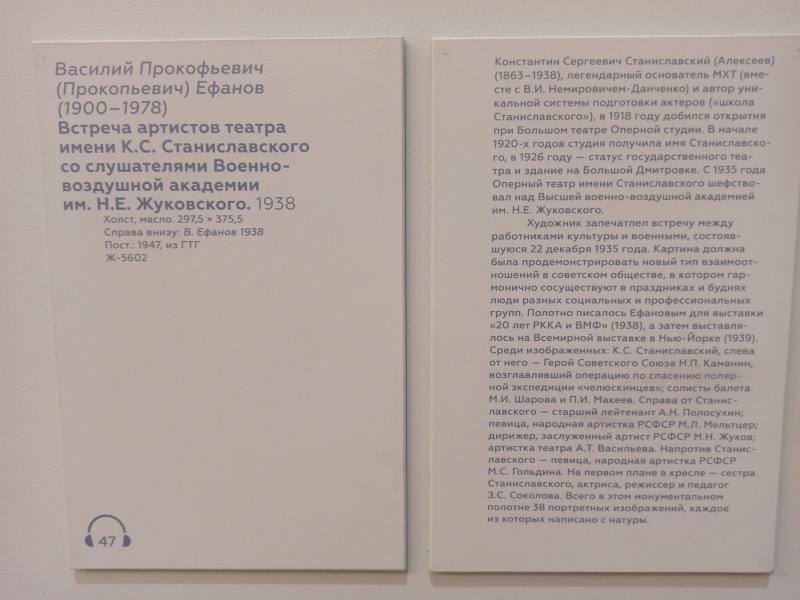 Василий Прокофьевич
(Прокопьевич) Ефанов
(1900–1978)
Встреча артистов театра
имени К.С. Станиславского
со слушателями Военно-
воздушной академии
им. Н.Е. Жуковского. 1938
Холст, масло. 297,5 × 375,5
Справа внизу: В. Ефанов 1938
Пост.: 1947, из ГТГ
Ж-5602
47
Константин Сергеевич Станиславский (Алексеев)
(1863–1938), легендарный основатель МХТ (вме-
сте с В.И. Немировичем-Данченко) и автор уни-
кальной системы подготовки актеров («школа
Станиславского»), в 1918 году добился открытия
при Большом театре Оперной студии. В начале
1920-х годов студия получила имя Станиславско-
го, в 1926 году — статус государственного теа-
тра и здание на Большой Дмитровке. С 1935 года
Оперный театр имени Станиславского шефство-
вал над Высшей военно-воздушной академией
им. Н.Е. Жуковского.
Художник запечатлел встречу между
работниками культуры и военными, состояв-
шуюся 22 декабря 1935 года. Картина должна
была продемонстрировать новый тип взаимоот-
ношений в советском обществе, в котором гар-
монично сосуществуют в праздниках и буднях
люди разных социальных и профессиональных
групп. Полотно писалось Ефановым для выставки
«20 лет РККА и ВМФ» (1938), а затем выставля-
лось на Всемирной выставке в Нью-Йорке (1939).
Среди изображенных: К.С. Станиславский, слева
от него — Герой Советского Союза Н.П. Каманин,
возглавлявший операцию по спасению поляр-
ной экспедиции «челюскинцев»; солисты балета
М.И. Шарова и П.И. Макеев. Справа от Станис-
лавского — старший лейтенант А.Н. Полосухин;
певица, народная артистка РСФСР М.Л. Мельтцер;
дирижер, заслуженный артист РСФСР М.Н. Жуков;
артистка театра А.Т. Васильева. Напротив Станис-
лавского — певица, народная артистка РСФСР
М.С. Гольдина. На первом плане в кресле — сестра
Станиславского, актриса, режиссер и педагог
З.С. Соколова. Всего в этом монументальном
полотне 38 портретных изображений, каждое
из которых написано с натуры.